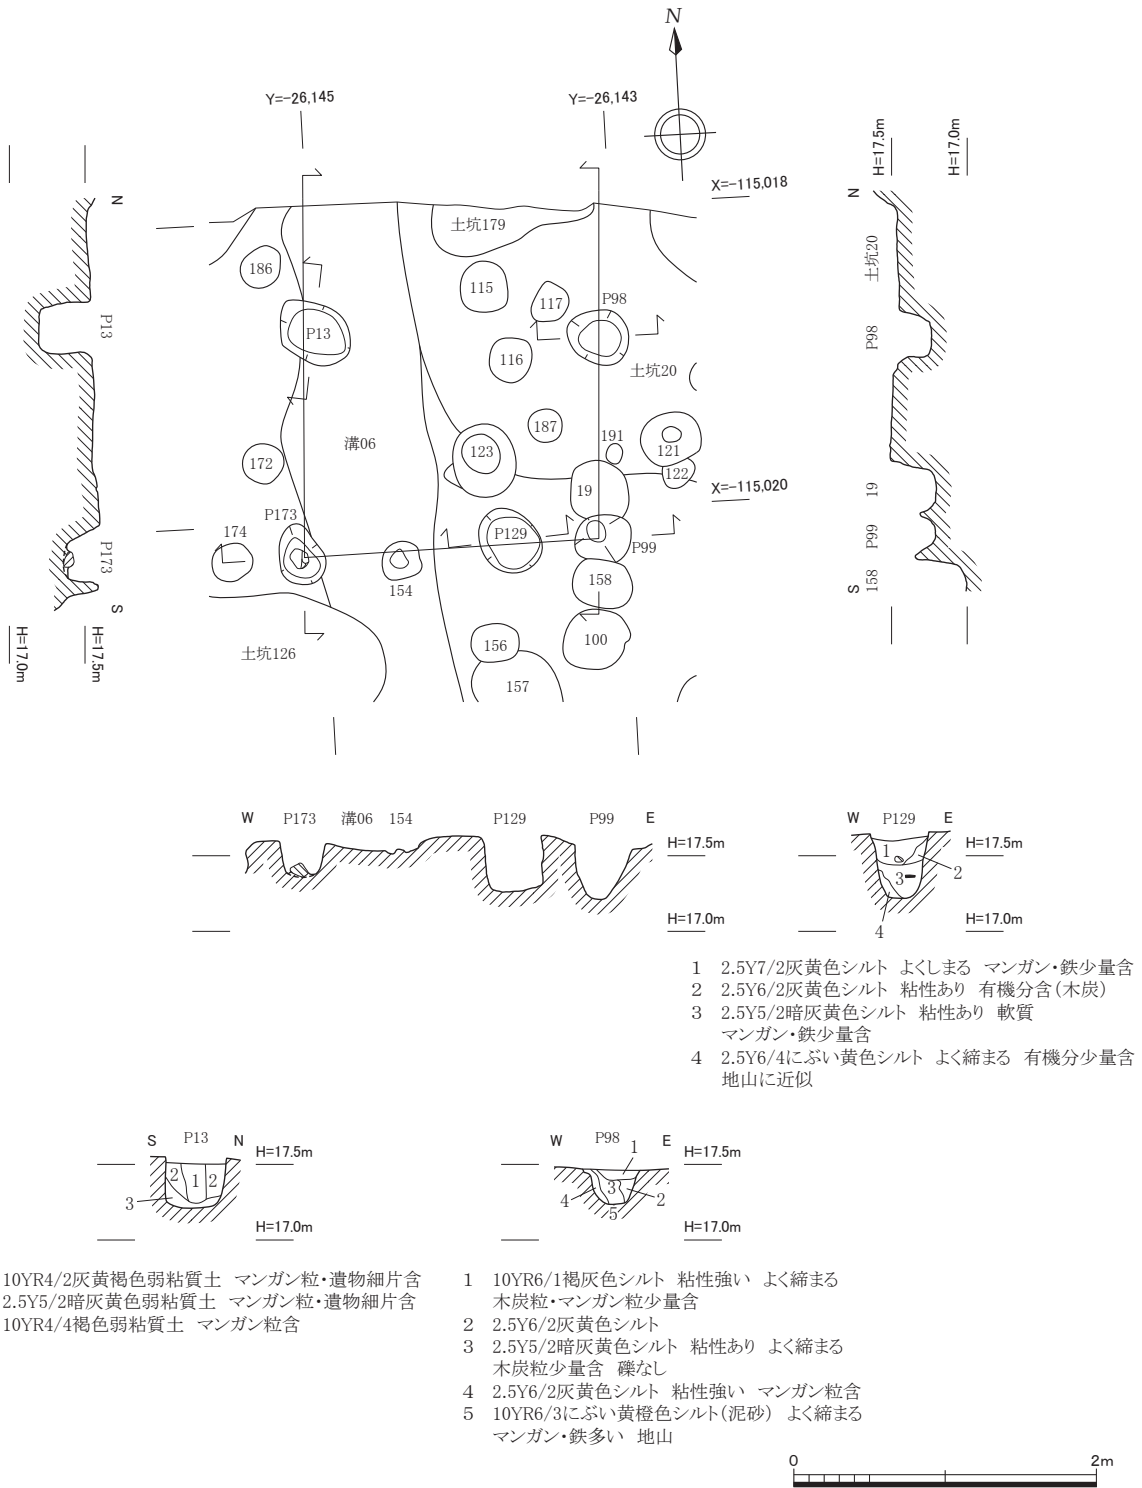 N
Y=-26,145
Y=-26,143
H=17.5m
H=17.0m
X=-115,018
N
N
土坑179
土坑20
186
115
117
P98
P13
P13
P98
116
土坑20
187
溝06
191
123
121
172
122
19
X=-115,020
19
P173
174
P129
P99
P99
P173
154
158
158
S
S
100
156
土坑126
157
H=17.0m
H=17.5m
W P173 溝06 154 P129 P99 E
H=17.5m
H=17.0m
W P129 E
H=17.5m
1
2
3
H=17.0m
4
1 2.5Y7/2灰黄色シルト よくしまる マンガン・鉄少量含
2 2.5Y6/2灰黄色シルト 粘性あり 有機分含(木炭)
3 2.5Y5/2暗灰黄色シルト 粘性あり 軟質
マンガン・鉄少量含
4 2.5Y6/4にぶい黄色シルト よく締まる 有機分少量含
地山に近似
S P13 N
H=17.5m
2 1 2
3
H=17.0m
W P98 E
1
H=17.5m
4 3 2
5
H=17.0m
10YR4/2灰黄褐色弱粘質土 マンガン粒・遺物細片含
2.5Y5/2暗灰黄色弱粘質土 マンガン粒・遺物細片含
10YR4/4褐色弱粘質土 マンガン粒含
1 10YR6/1褐灰色シルト 粘性強い よく締まる
木炭粒・マンガン粒少量含
2 2.5Y6/2灰黄色シルト
3 2.5Y5/2暗灰黄色シルト 粘性あり よく締まる
木炭粒少量含 礫なし
4 2.5Y6/2灰黄色シルト 粘性強い マンガン粒含
5 10YR6/3にぶい黄橙色シルト(泥砂) よく締まる
マンガン・鉄多い 地山
0 2m